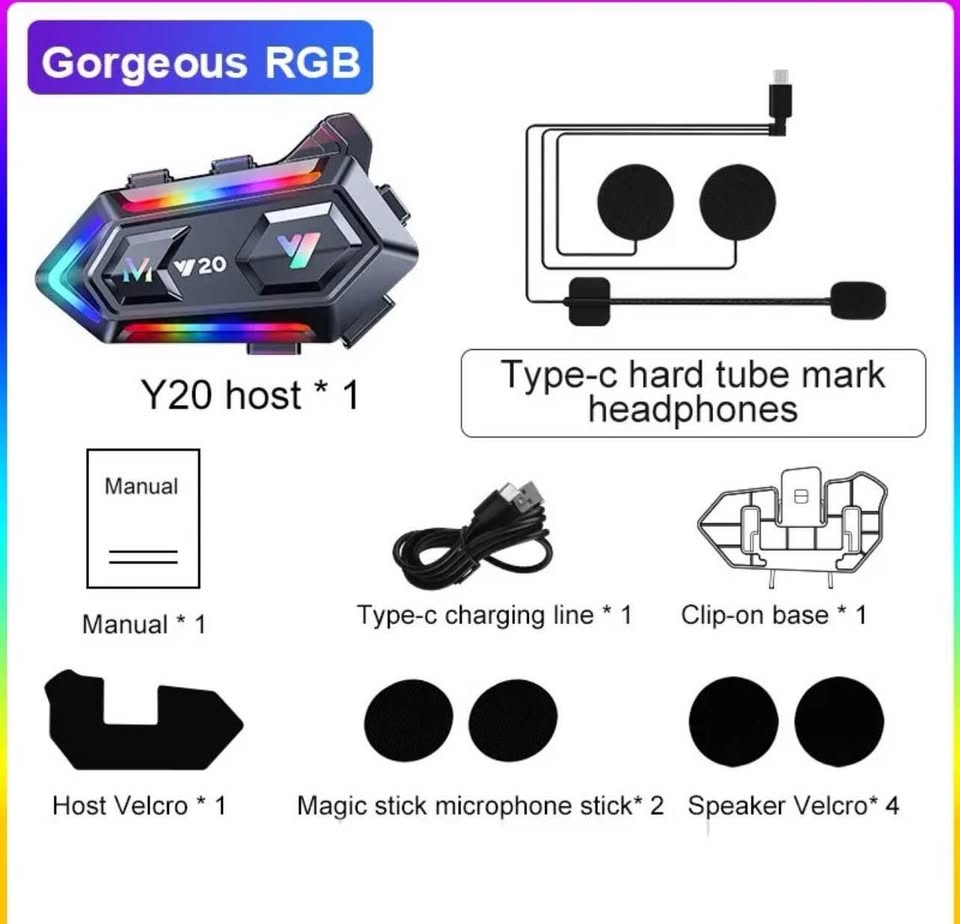 Gorgeous RGB
M Y20 Y
Y20 host * 1
Type-c hard tube mark
headphones
Manual
Manual * 1
Type-c charging line * 1
Clip-on base * 1
Host Velcro * 1
Magic stick microphone stick* 2
Speaker Velcro* 4